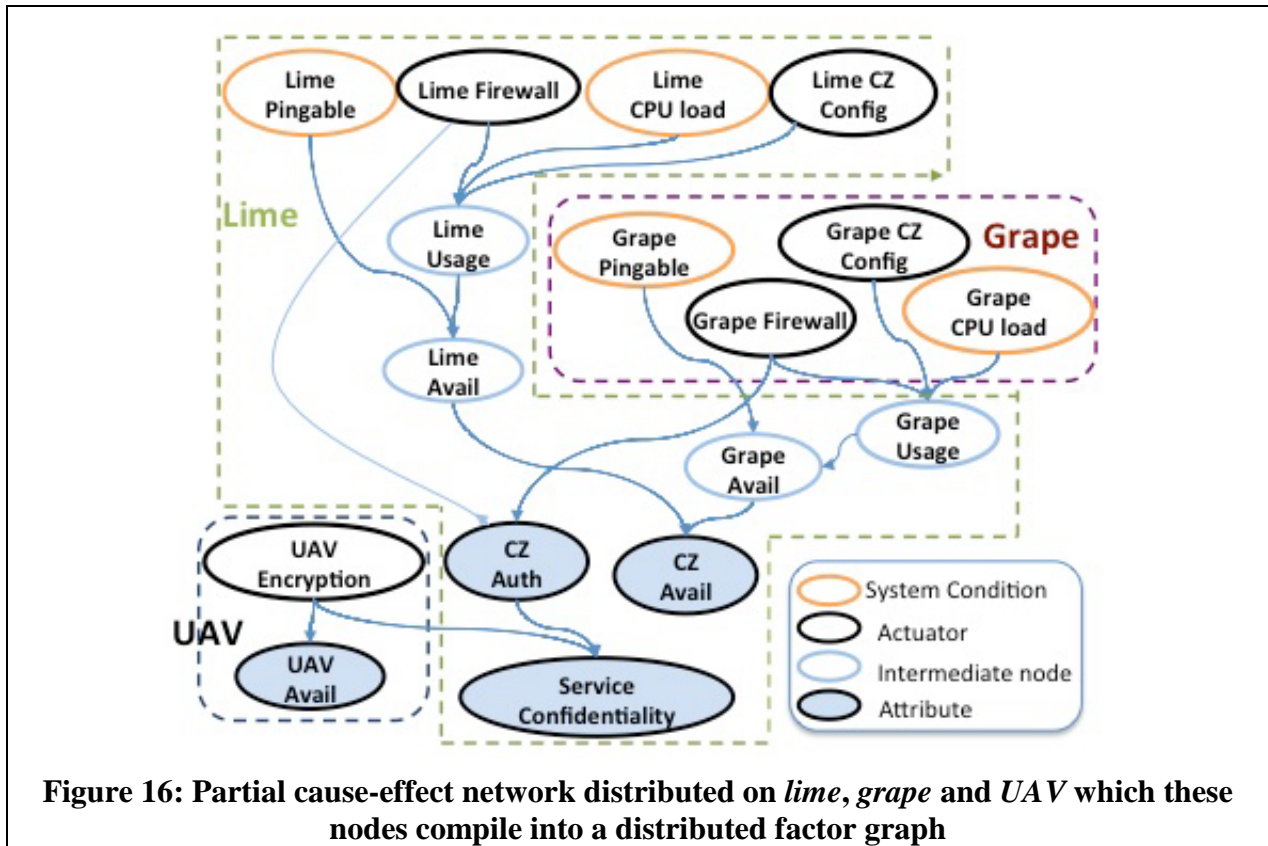 Lime
Pingable
Lime Firewall
Lime
CPU load
Lime CZ
Config
Lime
Lime
Usage
Grape
Pingable
Grape CZ
Config
Grape
Grape Firewall
Grape
CPU load
Lime
Avail
Grape
Usage
Grape
Avail
UAV
Encryption
CZ
Auth
CZ
Avail
UAV
UAV
Avail
Service
Confidentiality
System Condition
Actuator
Intermediate node
Attribute
Figure 16: Partial cause-effect network distributed on lime, grape and UAV which these
nodes compile into a distributed factor graph